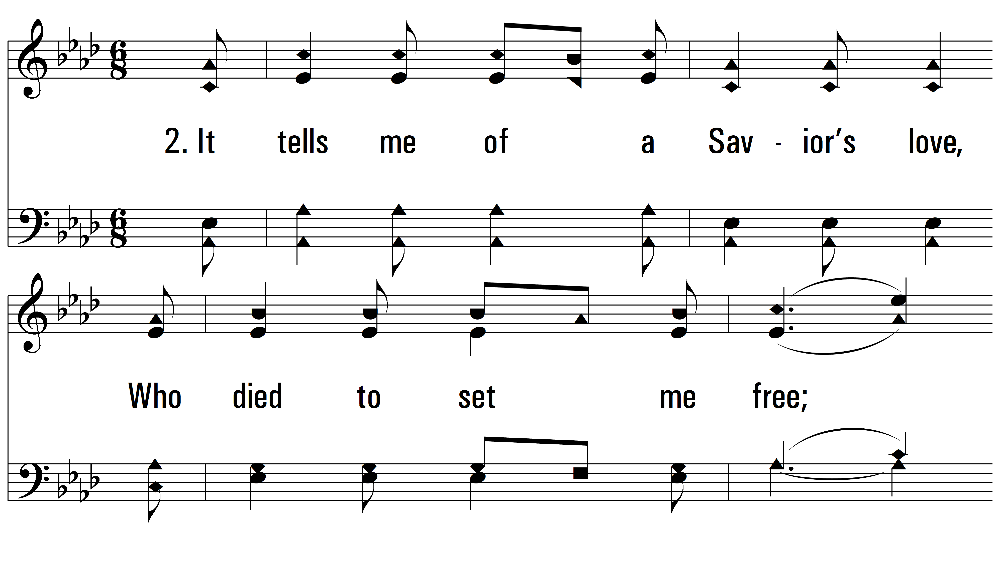 2. It tells me of a Sav - ior’s love,
Who died to set me free;